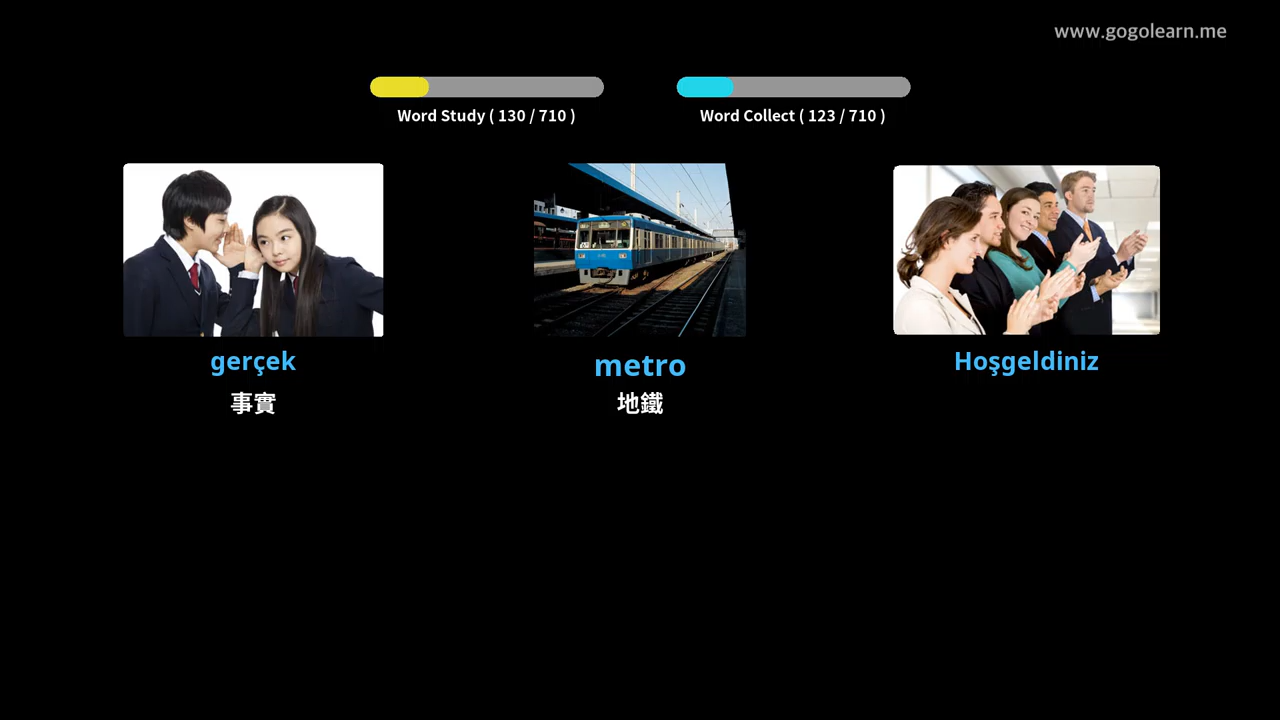 www.gogolearn.me
Word Study ( 130 / 710 )
Word Collect ( 123 / 710 )
gerçek
metro
Hoşgeldiniz
事實
地鐵